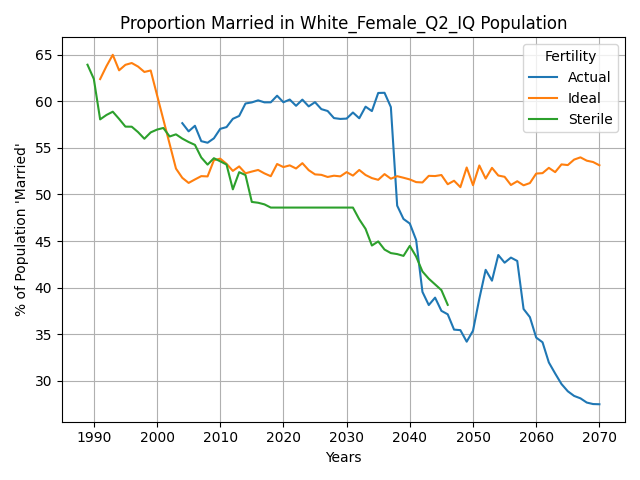 Proportion Married in White_Female_Q2_IQ Population
% of Population 'Married'
65
60
55
50
45
40
35
30
Fertility
Actual
Ideal
Sterile
1990 2000 2010 2020 2030 2040 2050 2060 2070
Years